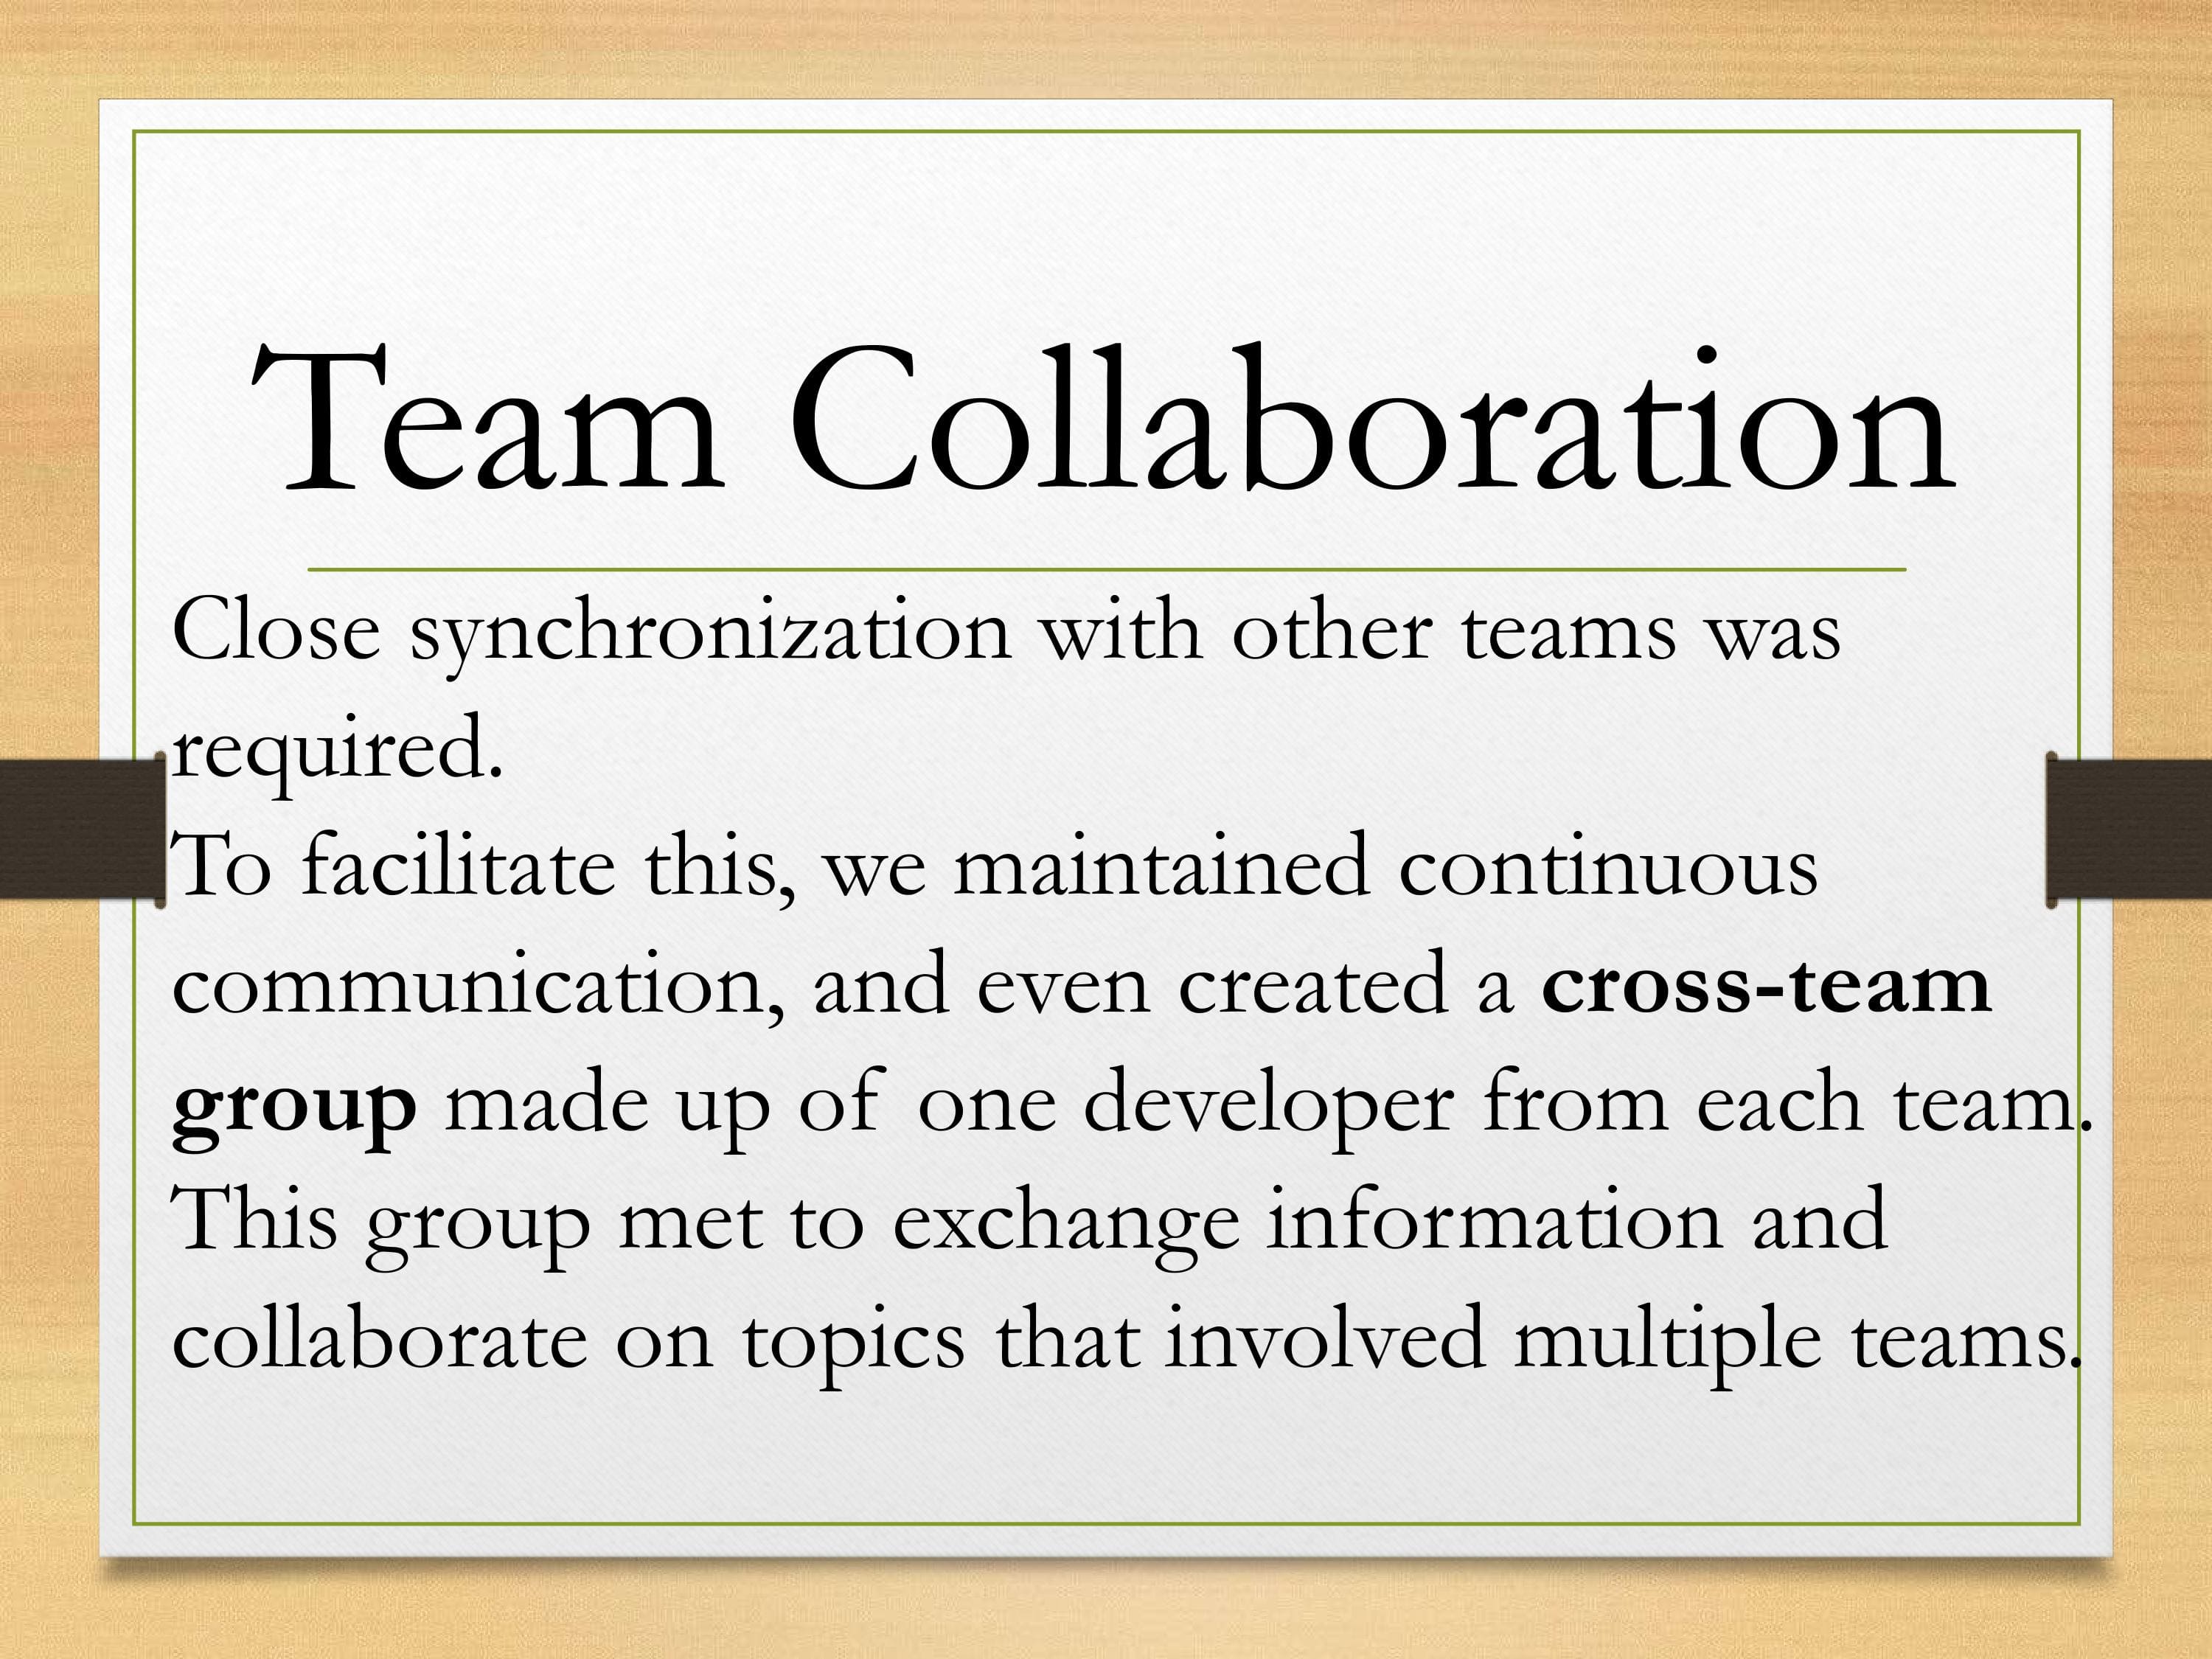 Team Collaboration
Close synchronization with other teams was
required.
To facilitate this, we maintained continuous
communication, and even created a cross-team
group made up of one developer from each team.
This group met to exchange information and
collaborate on topics that involved multiple teams.